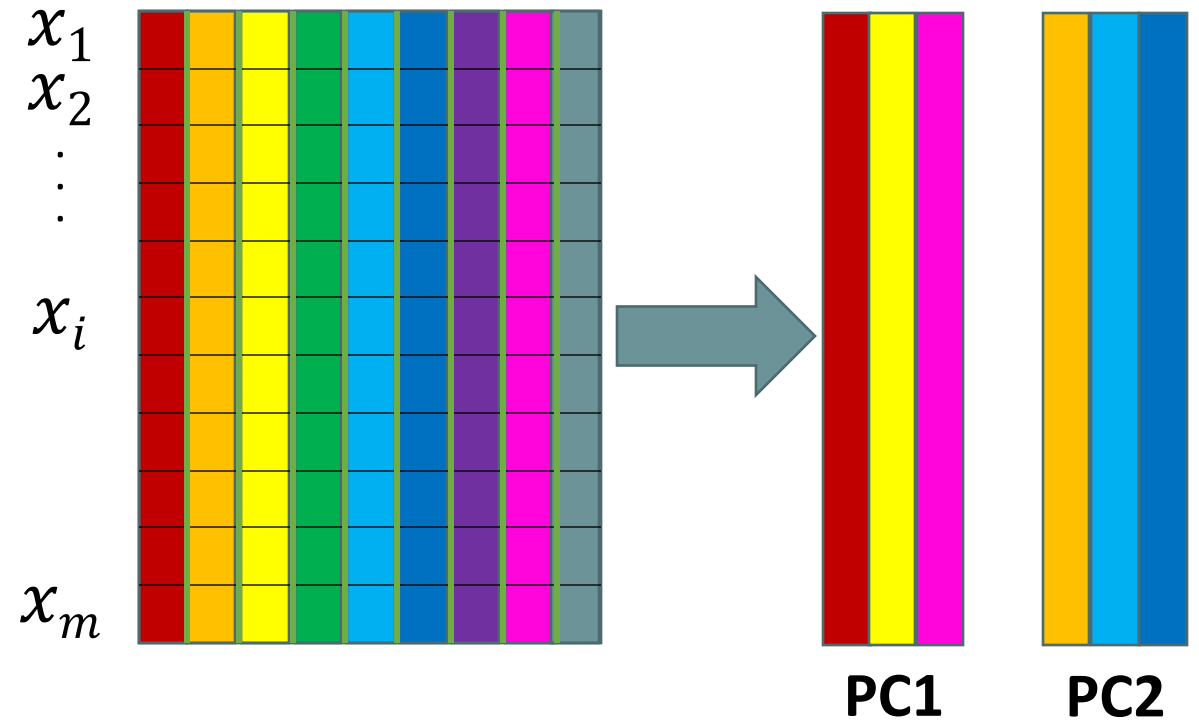 x₁
x₂
.
.
.
xᵢ
xₘ
PC1 PC2